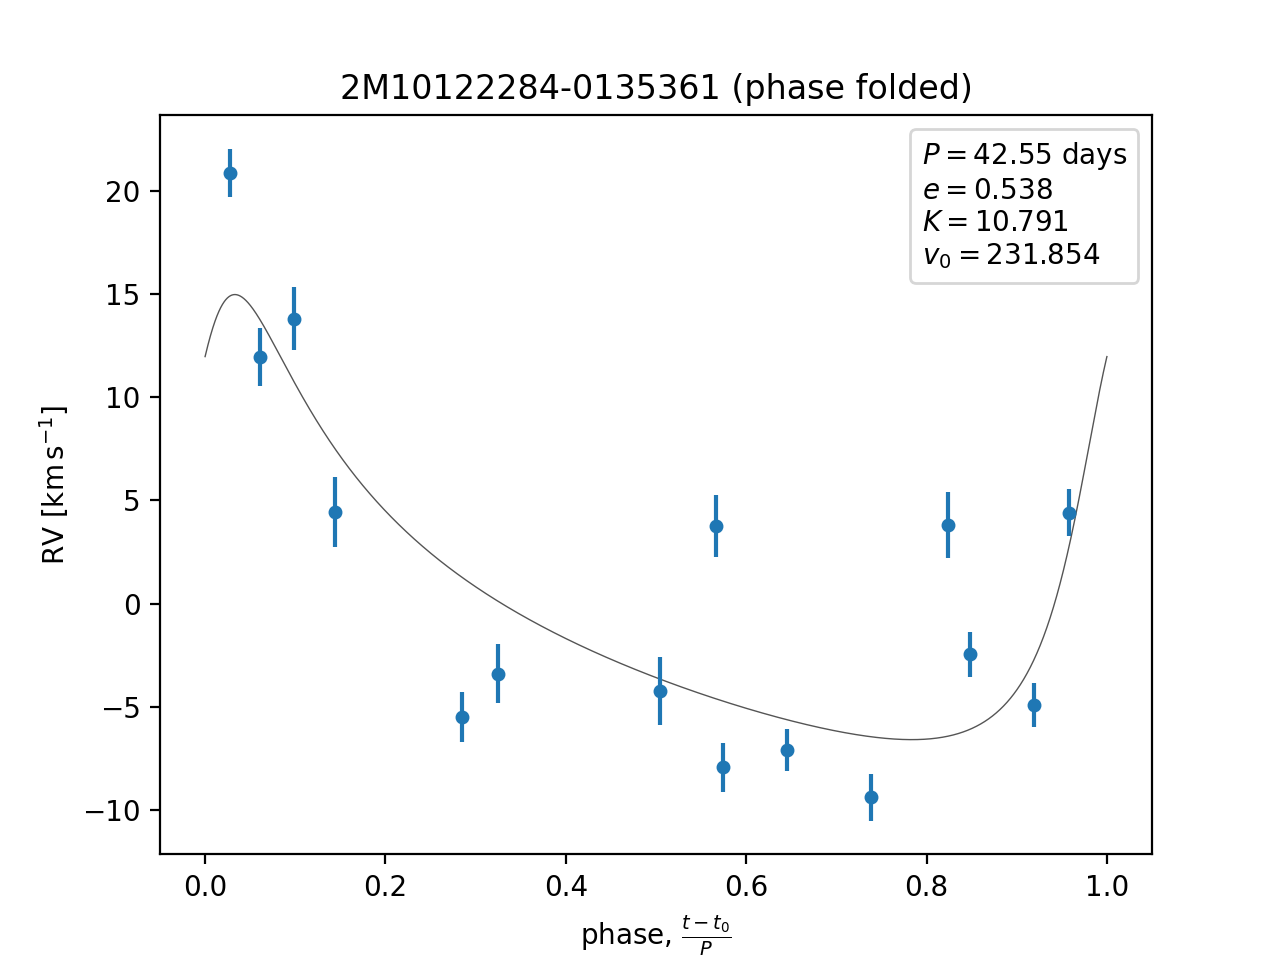 2M10122284-0135361 (phase folded)
P = 42.55 days
e = 0.538
K = 10.791
v₀ = 231.854
RV [km s⁻¹]
20
15
10
5
0
−5
−10
0.0 0.2 0.4 0.6 0.8 1.0
phase, (t − t₀)/P